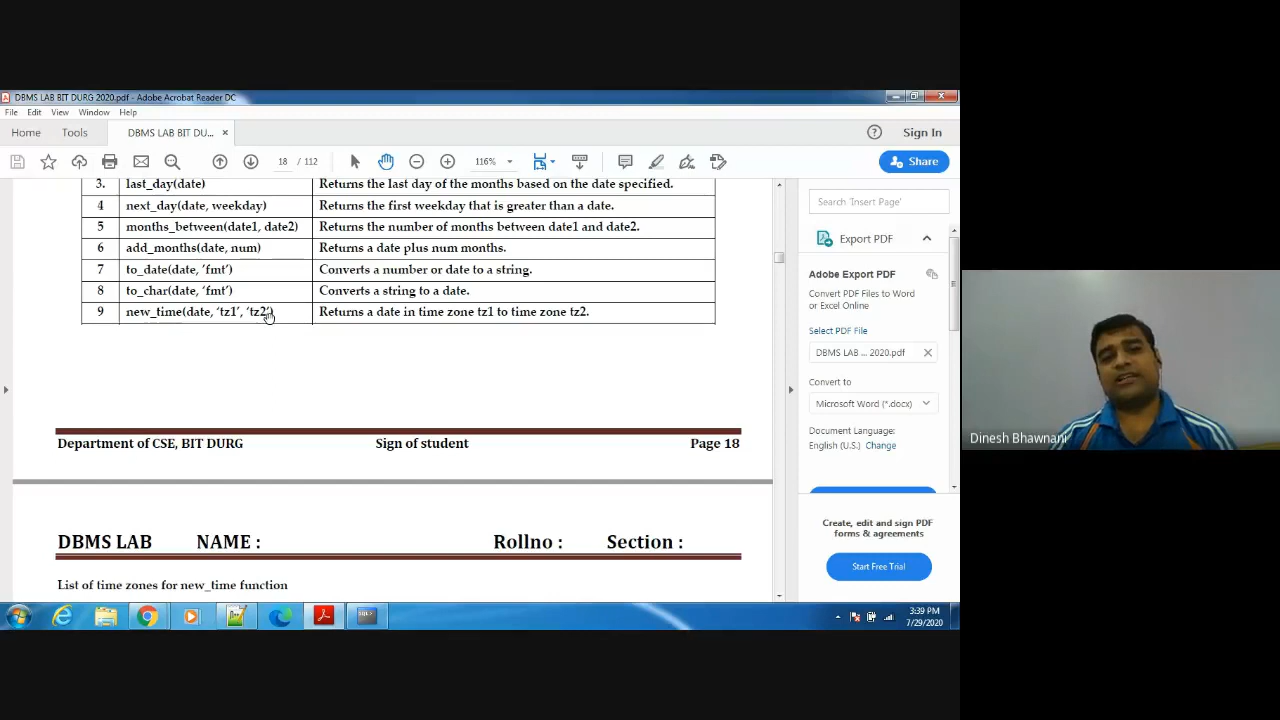 DBMS LAB BIT DURG 2020.pdf - Adobe Acrobat Reader DC
File Edit View Window Help
Home Tools DBMS LAB BIT DU... × Sign In
18 / 112 116% Share
3. last_day(date) Returns the last day of the months based on the date specified.
4 next_day(date, weekday) Returns the first weekday that is greater than a date.
5 months_between(date1, date2) Returns the number of months between date1 and date2.
6 add_months(date, num) Returns a date plus num months.
7 to_date(date, ‘fmt’) Converts a number or date to a string.
8 to_char(date, ‘fmt’) Converts a string to a date.
9 new_time(date, ‘tz1’, ‘tz2’) Returns a date in time zone tz1 to time zone tz2.
Department of CSE, BIT DURG Sign of student Page 18
DBMS LAB NAME : Rollno : Section :
List of time zones for new_time function
Search 'Insert Page'
Export PDF
Adobe Export PDF
Convert PDF Files to Word
or Excel Online
Select PDF File
DBMS LAB ... 2020.pdf
Convert to
Microsoft Word (*.docx)
Document Language:
English (U.S.) Change
Create, edit and sign PDF
forms & agreements
Start Free Trial
3:39 PM
7/29/2020
Dinesh Bhawnani